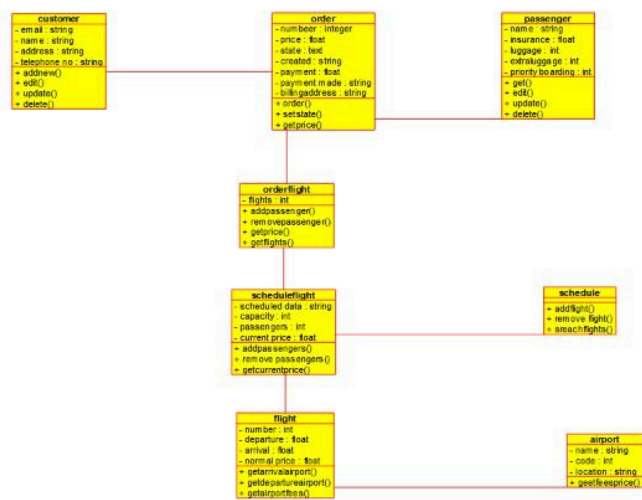 customer
- email : string
- name : string
- address : string
- telephone no : string
+ addnew()
+ edit()
+ update()
+ delete()
order
- numbeer : integer
- price : float
- state : text
- created : string
- payment : float
- payment made : string
- billingaddress : string
+ order()
+ setstate()
+ getprice()
passenger
- name : string
- insurance : float
- luggage : int
- extraluggage : int
- priority boarding : int
+ get()
+ edit()
+ update()
+ delete()
orderflight
- flights : int
+ addpassenger()
+ removepassenger()
+ getprice()
+ getflights()
scheduleflight
- scheduled data : string
- capacity : int
- passengers : int
- current price : float
+ addpassengers()
+ remove passengers()
+ getcurrentprice()
schedule
+ addflight()
+ remove flight()
+ sreachflights()
flight
- number : int
- departure : float
- arrival : float
- normal price : float
+ getarrivalairport()
+ getdepartureairport()
+ getairportfees()
airport
- name : string
- code : int
- location : string
+ geetfeesprice()